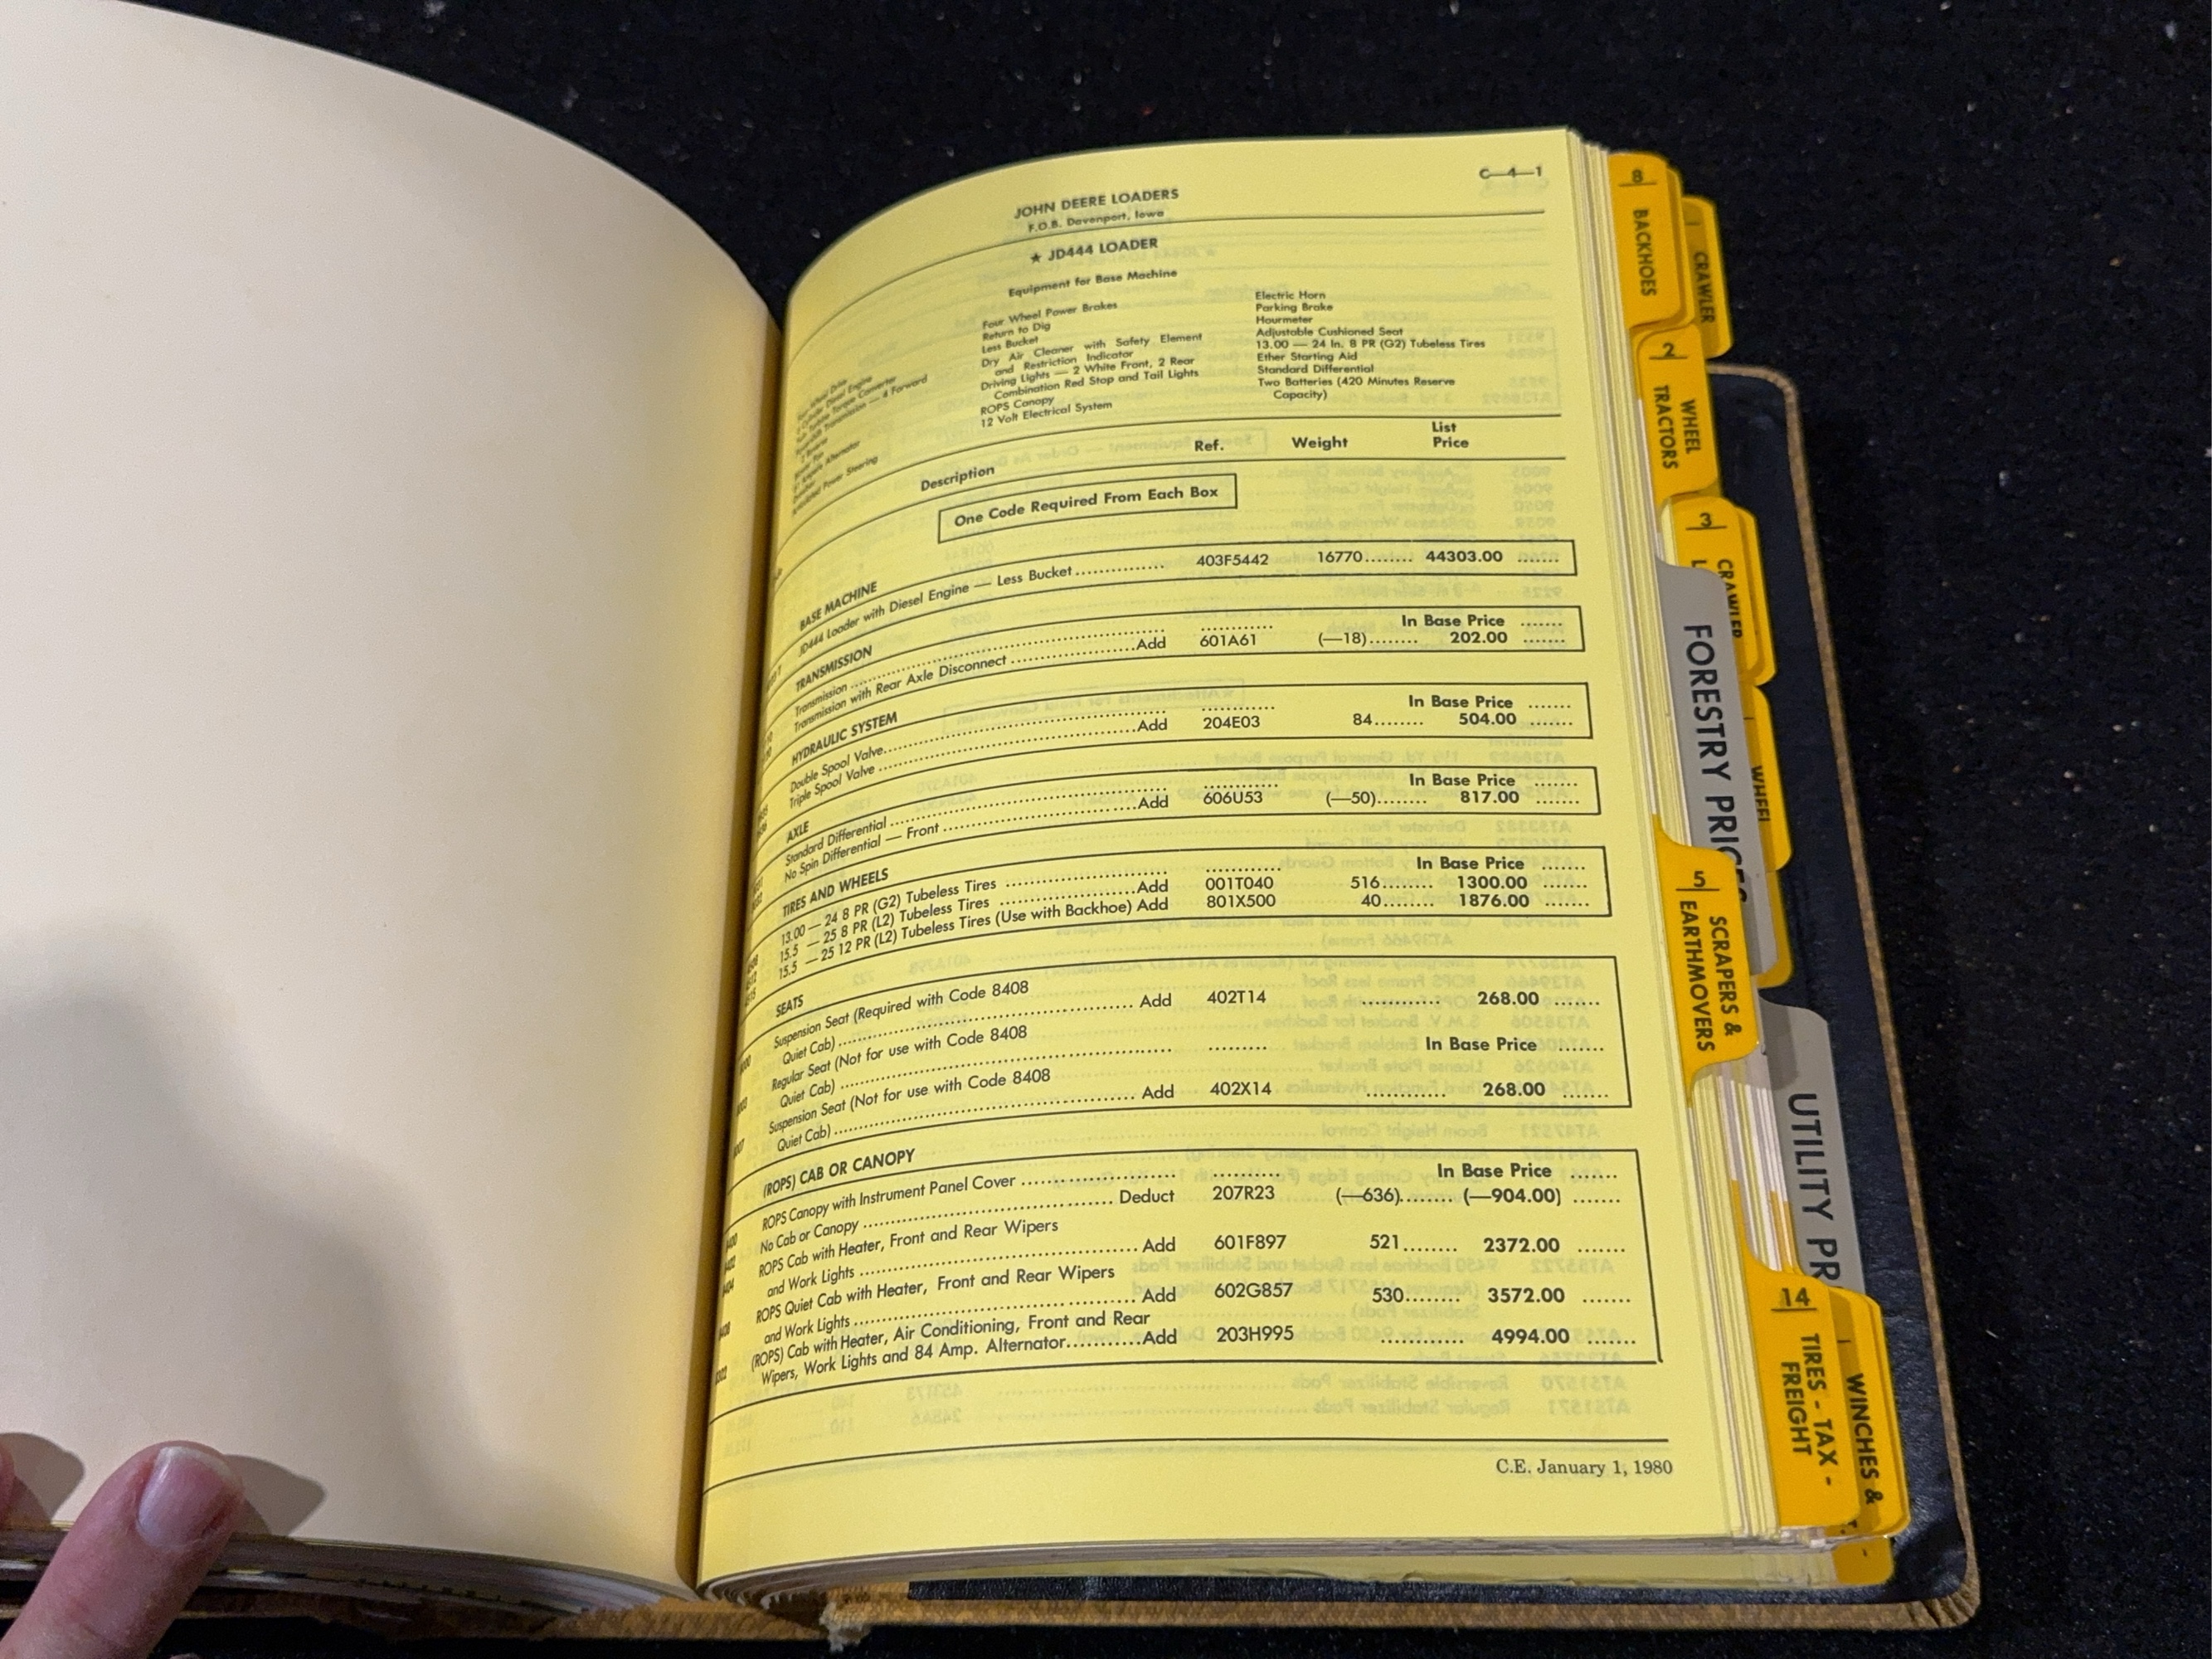 C—4—1
JOHN DEERE LOADERS
F.O.B. Davenport, Iowa
★ JD444 LOADER
Equipment for Base Machine
4 Forward
Alternator
Power Steering
Four Wheel Power Brakes
Return to Dig
Less Bucket
Dry Air Cleaner with Safety Element
and Restriction Indicator
Driving Lights — 2 White Front, 2 Rear
Combination Red Stop and Tail Lights
ROPS Canopy
12 Volt Electrical System
Electric Horn
Parking Brake
Hourmeter
Adjustable Cushioned Seat
13.00 — 24 In. 8 PR (G2) Tubeless Tires
Ether Starting Aid
Standard Differential
Two Batteries (420 Minutes Reserve
Capacity)
Description Ref. Weight List Price
One Code Required From Each Box
BASE MACHINE
JD444 Loader with Diesel Engine — Less Bucket .............. 403F5442 16770........ 44303.00 .......
TRANSMISSION
Transmission .............. In Base Price .......
Transmission with Rear Axle Disconnect .............. Add 601A61 (—18)........ 202.00 .......
HYDRAULIC SYSTEM
Double Spool Valve.............. In Base Price .......
Triple Spool Valve .............. Add 204E03 84........ 504.00 .......
AXLE
Standard Differential .............. In Base Price .......
No Spin Differential — Front .............. Add 606U53 (—50)........ 817.00 .......
TIRES AND WHEELS
13.00 — 24 8 PR (G2) Tubeless Tires .............. In Base Price .......
15.5 — 25 8 PR (L2) Tubeless Tires .............. Add 001T040 516........ 1300.00 .......
15.5 — 25 12 PR (L2) Tubeless Tires (Use with Backhoe) Add 801X500 40........ 1876.00 .......
SEATS
Suspension Seat (Required with Code 8408
Quiet Cab) .............. Add 402T14 ............ 268.00 .......
Regular Seat (Not for use with Code 8408
Quiet Cab) .............. In Base Price .......
Suspension Seat (Not for use with Code 8408
Quiet Cab) .............. Add 402X14 ............ 268.00 .......
(ROPS) CAB OR CANOPY
ROPS Canopy with Instrument Panel Cover .............. In Base Price .......
No Cab or Canopy .............. Deduct 207R23 (—636)........ (—904.00) .......
ROPS Cab with Heater, Front and Rear Wipers
and Work Lights .............. Add 601F897 521........ 2372.00 .......
ROPS Quiet Cab with Heater, Front and Rear Wipers
and Work Lights .............. Add 602G857 530........ 3572.00 .......
(ROPS) Cab with Heater, Air Conditioning, Front and Rear
Wipers, Work Lights and 84 Amp. Alternator...........Add 203H995 ............ 4994.00 .......
C.E. January 1, 1980
8
BACKHOES
CRAWLER
2
WHEEL
TRACTORS
3
CRAWLER
FORESTRY PRICES
WHEEL
5
SCRAPERS &
EARTHMOVERS
UTILITY PR
14
TIRES - TAX -
FREIGHT
WINCHES &